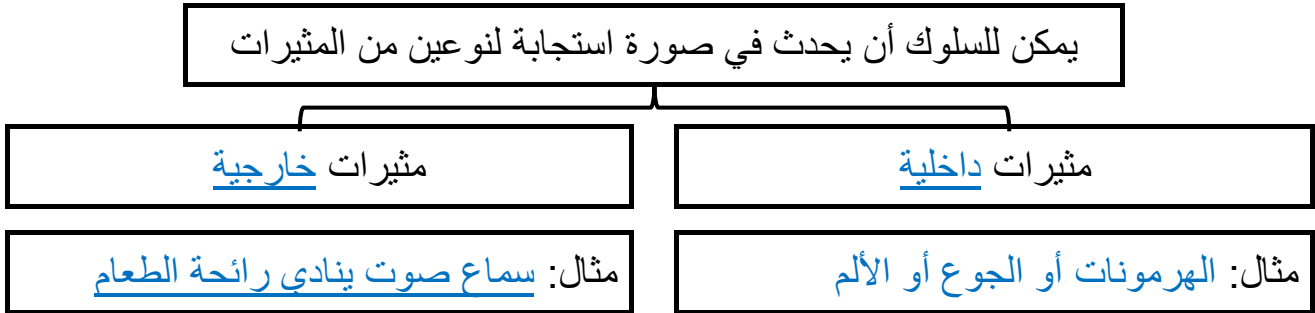 يمكن للسلوك أن يحدث في صورة استجابة لنوعين من المثيرات
مثيرات داخلية
مثيرات خارجية
مثال: الهرمونات أو الجوع أو الألم
مثال: سماع صوت ينادي رائحة الطعام